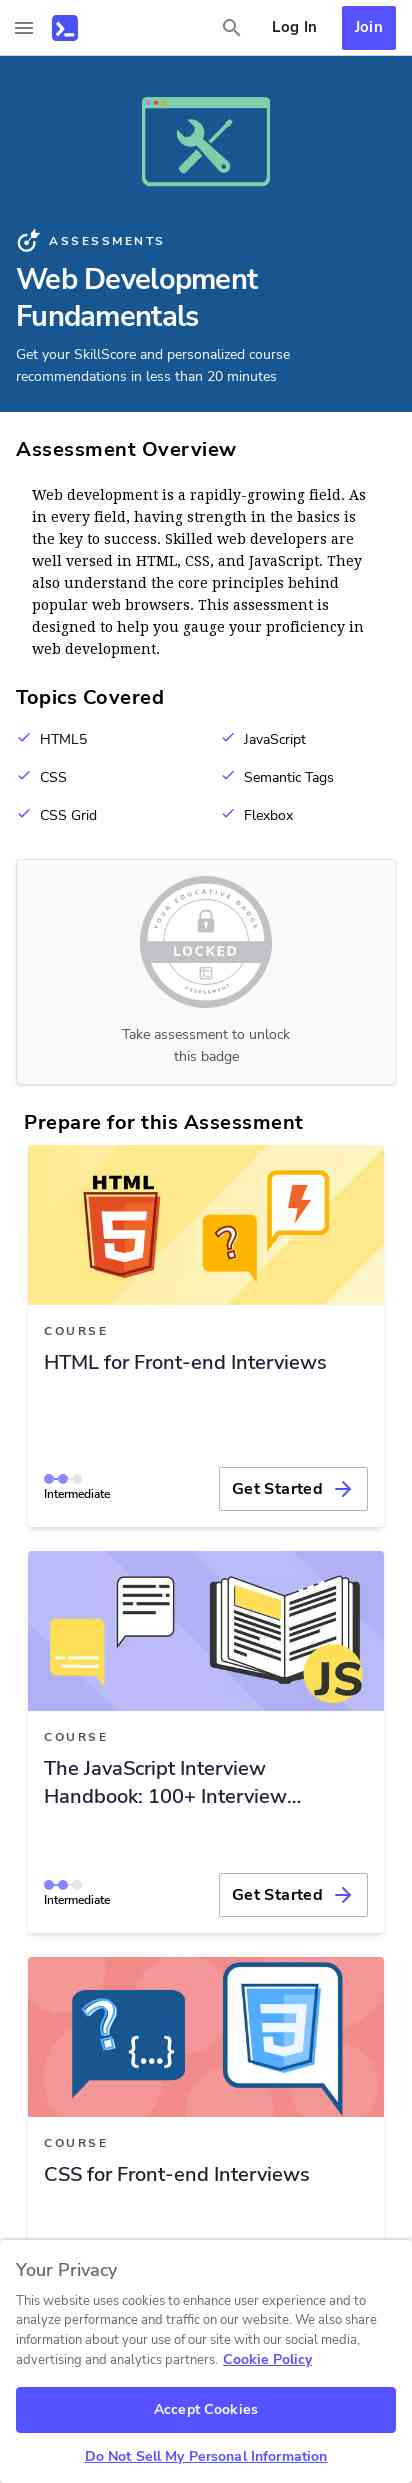 Log In
Join
ASSESSMENTS
Web Development
Fundamentals
Get your SkillScore and personalized course
recommendations in less than 20 minutes
Assessment Overview
Web development is a rapidly-growing field. As
in every field, having strength in the basics is
the key to success. Skilled web developers are
well versed in HTML, CSS, and JavaScript. They
also understand the core principles behind
popular web browsers. This assessment is
designed to help you gauge your proficiency in
web development.
Topics Covered
HTML5
JavaScript
CSS
Semantic Tags
CSS Grid
Flexbox
YOUR EDUCATIVE BADGE
LOCKED
ASSESSMENT
Take assessment to unlock
this badge
Prepare for this Assessment
HTML
5
?
COURSE
HTML for Front-end Interviews
Intermediate
Get Started
JS
COURSE
The JavaScript Interview
Handbook: 100+ Interview...
Intermediate
Get Started
? {...}
3
COURSE
CSS for Front-end Interviews
Your Privacy
This website uses cookies to enhance user experience and to
analyze performance and traffic on our website. We also share
information about your use of our site with our social media,
advertising and analytics partners. Cookie Policy
Accept Cookies
Do Not Sell My Personal Information